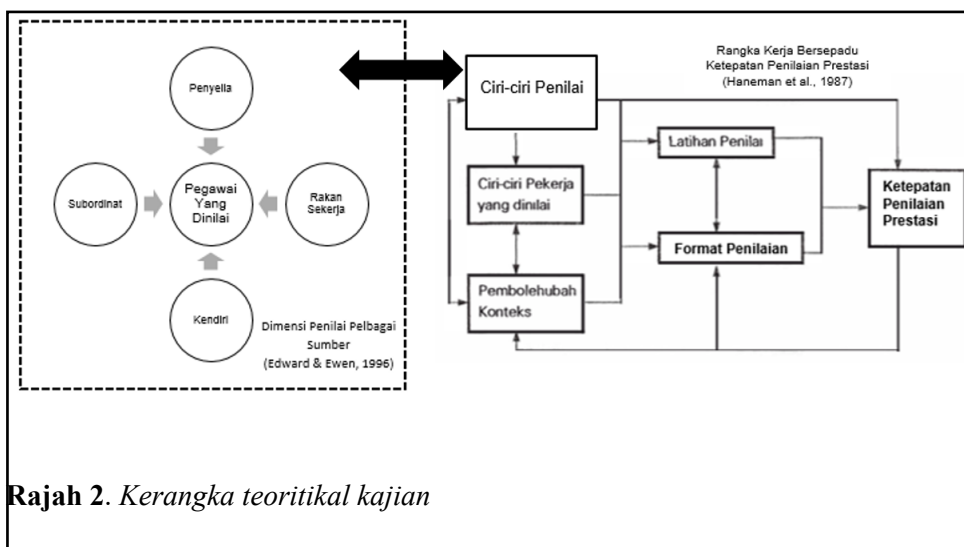 Penyelia
Subordinat
Pegawai
Yang
Dinilai
Rakan
Sekerja
Kendiri
Dimensi Penilai Pelbagai
Sumber
(Edward & Ewen, 1996)
Rangka Kerja Bersepadu
Ketepatan Penilaian Prestasi
(Haneman et al., 1987)
Ciri-ciri Penilai
Ciri-ciri Pekerja
yang dinilai
Pembolehubah
Konteks
Latihan Penilai
Format Penilaian
Ketepatan
Penilaian
Prestasi
Rajah 2. Kerangka teoritikal kajian